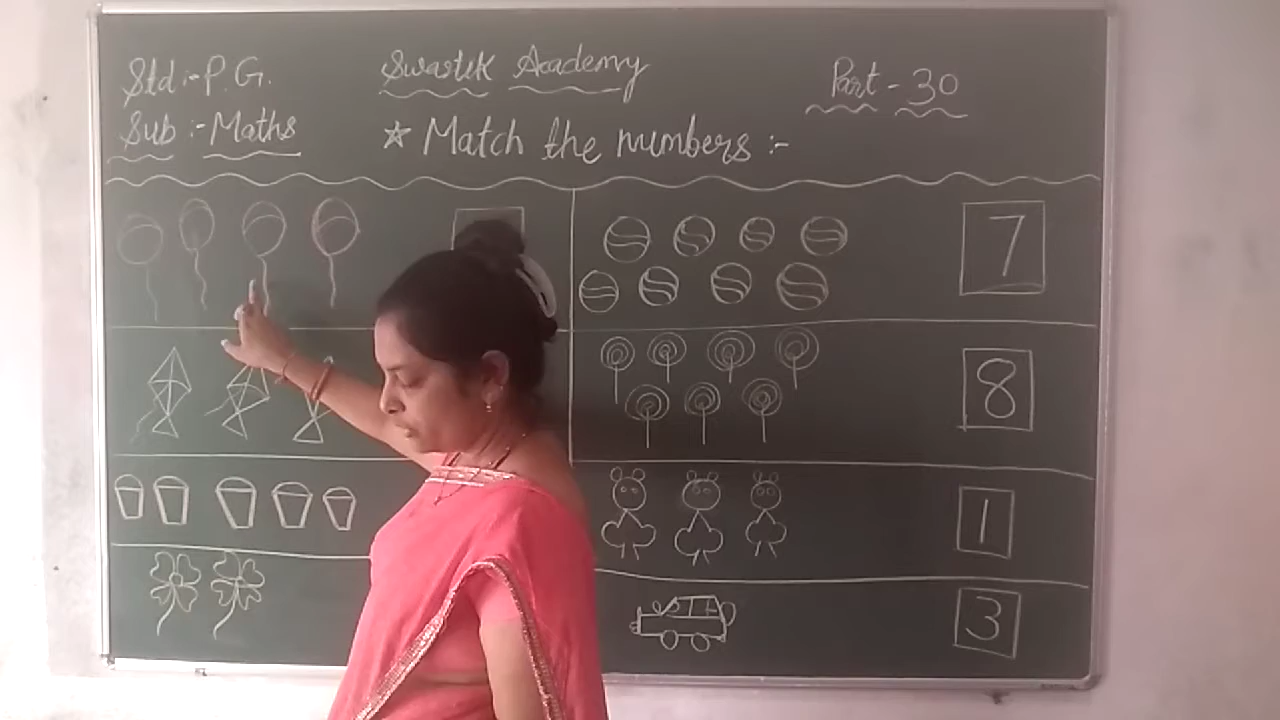 Std :- P.G.
Swastik Academy
Part - 30
Sub :- Maths
☆ Match the numbers :-
7
8
1
3